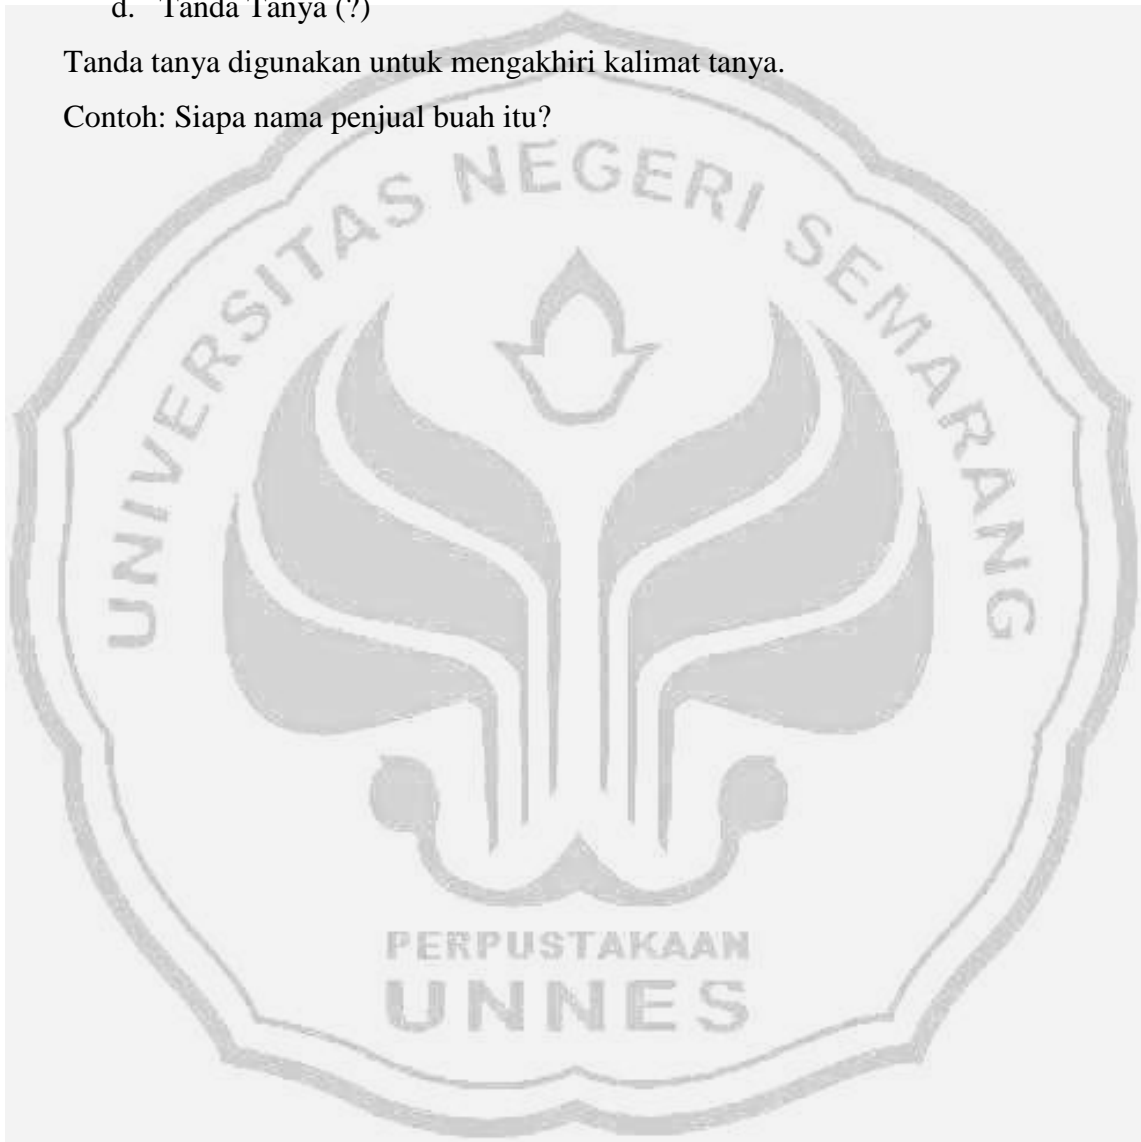 d. Tanda Tanya (?)
Tanda tanya digunakan untuk mengakhiri kalimat tanya.
Contoh: Siapa nama penjual buah itu?
UNIVERSITAS NEGERI SEMARANG
PERPUSTAKAAN
UNNES